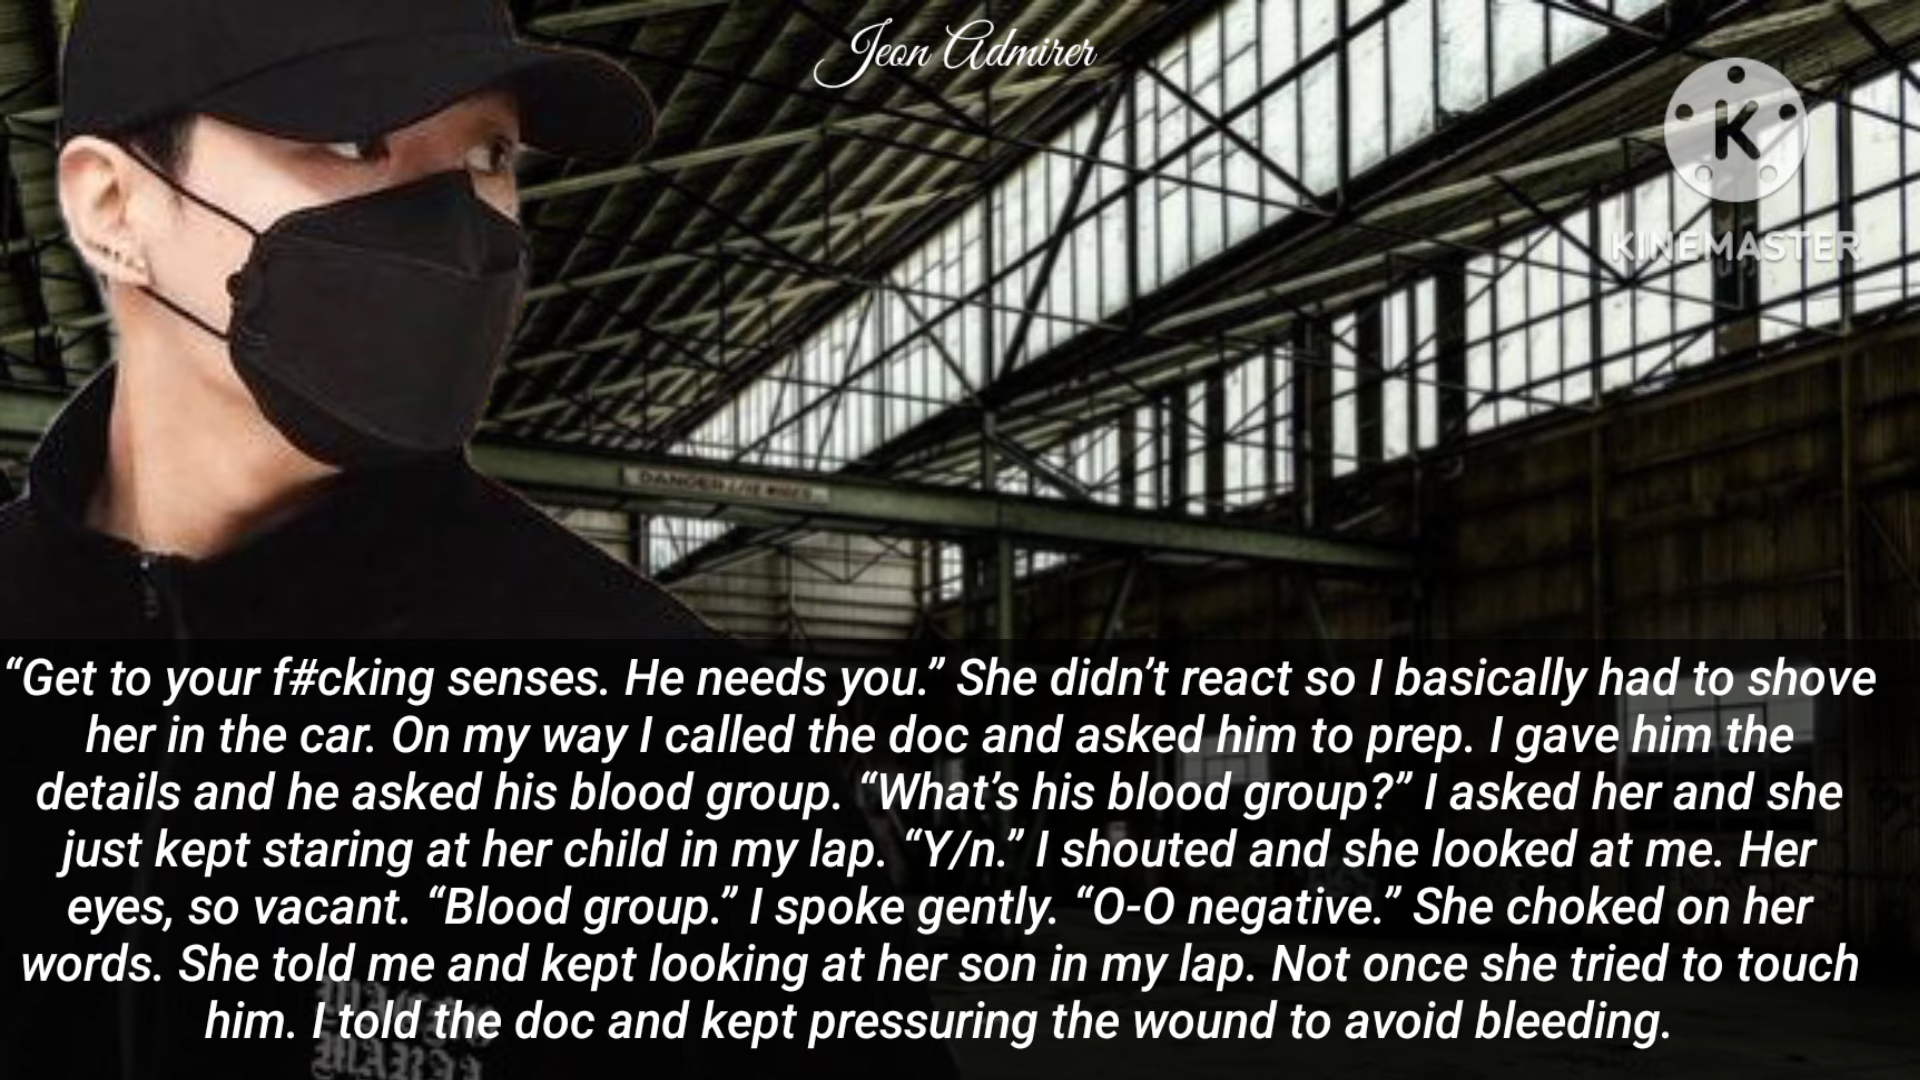 Jeon Admirer
K
KINEMASTER
DANGER
“Get to your f#cking senses. He needs you.” She didn’t react so I basically had to shove
her in the car. On my way I called the doc and asked him to prep. I gave him the
details and he asked his blood group. “What’s his blood group?” I asked her and she
just kept staring at her child in my lap. “Y/n.” I shouted and she looked at me. Her
eyes, so vacant. “Blood group.” I spoke gently. “O-O negative.” She choked on her
words. She told me and kept looking at her son in my lap. Not once she tried to touch
him. I told the doc and kept pressuring the wound to avoid bleeding.